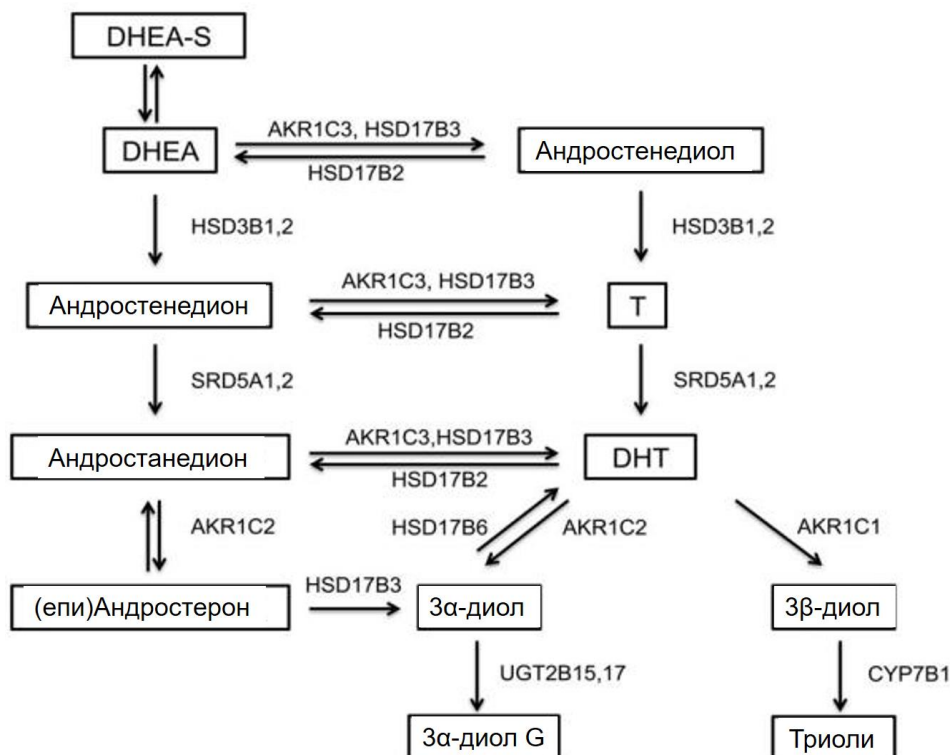 DHEA-S
AKR1C3, HSD17B3
DHEA
Андростенедиол
HSD17B2
HSD3B1,2
HSD3B1,2
AKR1C3, HSD17B3
Андростенедион
T
HSD17B2
SRD5A1,2
SRD5A1,2
AKR1C3,HSD17B3
Андростанедион
DHT
HSD17B2
AKR1C2
HSD17B6
AKR1C2
AKR1C1
HSD17B3
(епи)Андростерон
3α-диол
3β-диол
UGT2B15,17
CYP7B1
3α-диол G
Триоли